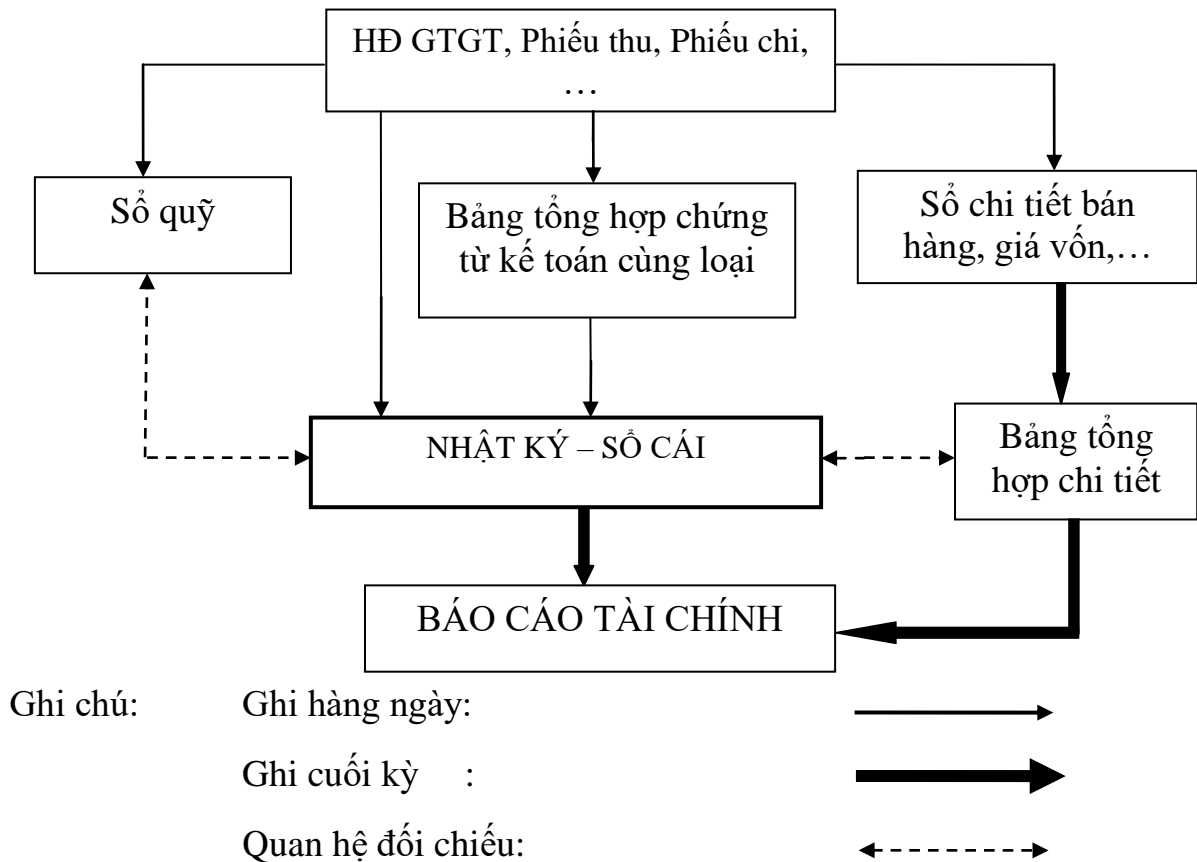 HĐ GTGT, Phiếu thu, Phiếu chi,
…
Sổ quỹ
Bảng tổng hợp chứng
từ kế toán cùng loại
Sổ chi tiết bán
hàng, giá vốn,…
NHẬT KÝ – SỔ CÁI
Bảng tổng
hợp chi tiết
BÁO CÁO TÀI CHÍNH
Ghi chú: Ghi hàng ngày:
Ghi cuối kỳ :
Quan hệ đối chiếu: